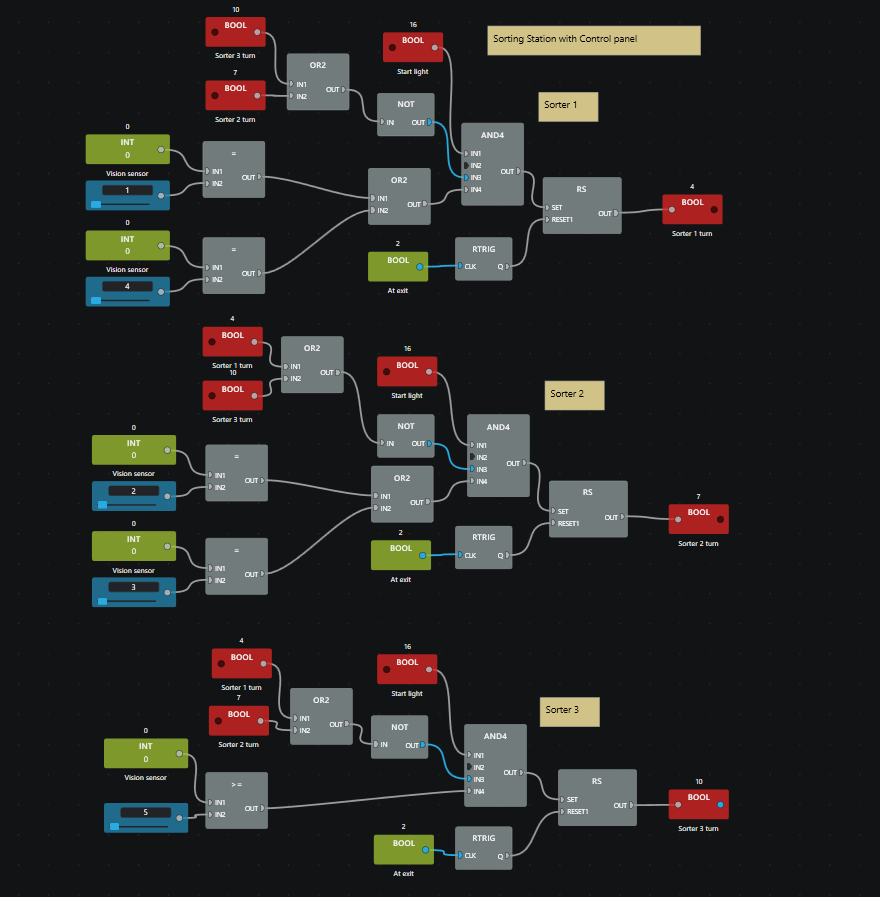 Sorting Station with Control panel
10
BOOL
Sorter 3 turn
7
BOOL
Sorter 2 turn
OR2
IN1
IN2
OUT
16
BOOL
Start light
NOT
IN
OUT
Sorter 1
AND4
IN1
IN2
IN3
IN4
OUT
0
INT
0
Vision sensor
1
=
IN1
IN2
OUT
0
INT
0
Vision sensor
4
=
IN1
IN2
OUT
OR2
IN1
IN2
OUT
2
BOOL
At exit
RTRIG
CLK
Q
RS
SET
RESET1
OUT
4
BOOL
Sorter 1 turn
4
BOOL
Sorter 1 turn
10
BOOL
Sorter 3 turn
OR2
IN1
IN2
OUT
16
BOOL
Start light
NOT
IN
OUT
Sorter 2
AND4
IN1
IN2
IN3
IN4
OUT
0
INT
0
Vision sensor
2
=
IN1
IN2
OUT
0
INT
0
Vision sensor
3
=
IN1
IN2
OUT
OR2
IN1
IN2
OUT
2
BOOL
At exit
RTRIG
CLK
Q
RS
SET
RESET1
OUT
7
BOOL
Sorter 2 turn
4
BOOL
Sorter 1 turn
7
BOOL
Sorter 2 turn
OR2
IN1
IN2
OUT
16
BOOL
Start light
NOT
IN
OUT
Sorter 3
AND4
IN1
IN2
IN3
IN4
OUT
0
INT
0
Vision sensor
5
>=
IN1
IN2
OUT
2
BOOL
At exit
RTRIG
CLK
Q
RS
SET
RESET1
OUT
10
BOOL
Sorter 3 turn